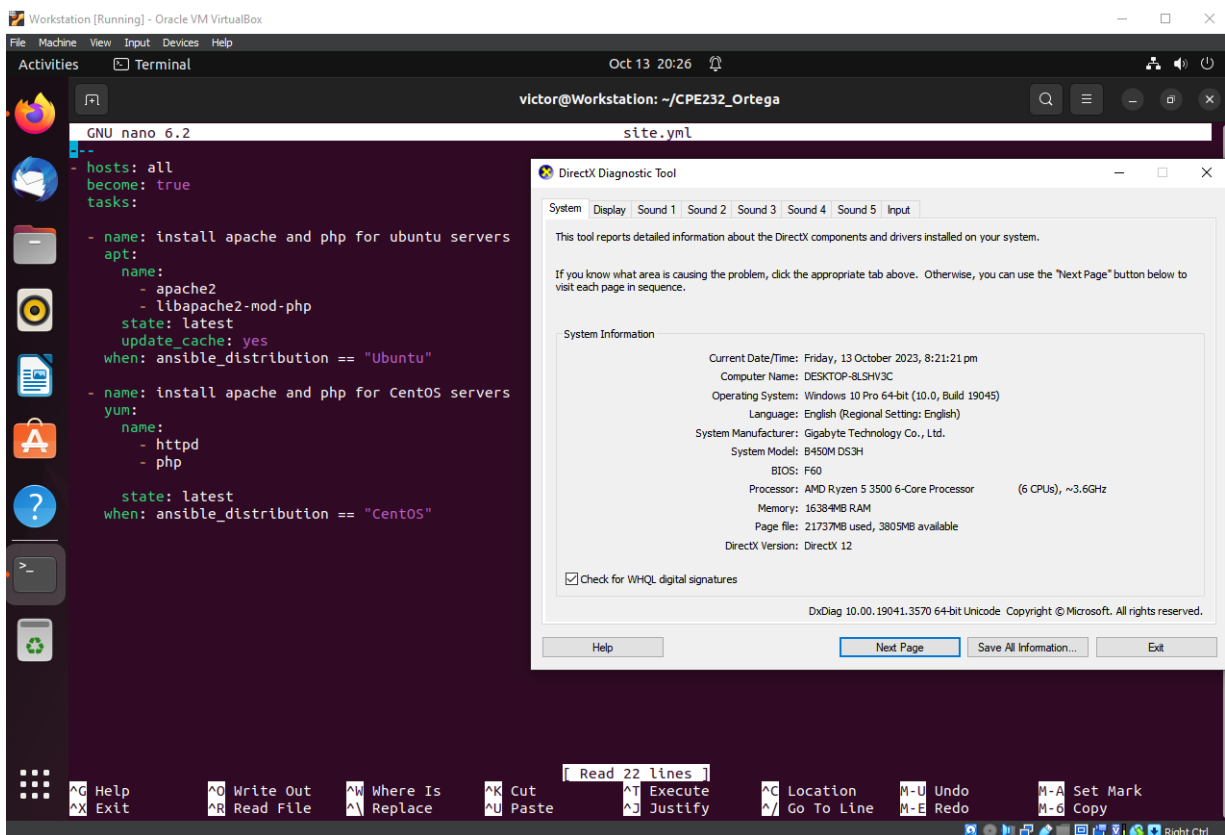 Workstation [Running] - Oracle VM VirtualBox
File Machine View Input Devices Help
Activities Terminal Oct 13 20:26
victor@Workstation: ~/CPE232_Ortega
GNU nano 6.2 site.yml
---
- hosts: all
become: true
tasks:
- name: install apache and php for ubuntu servers
apt:
name:
- apache2
- libapache2-mod-php
state: latest
update_cache: yes
when: ansible_distribution == "Ubuntu"
- name: install apache and php for CentOS servers
yum:
name:
- httpd
- php
state: latest
when: ansible_distribution == "CentOS"
DirectX Diagnostic Tool
System Display Sound 1 Sound 2 Sound 3 Sound 4 Sound 5 Input
This tool reports detailed information about the DirectX components and drivers installed on your system.
If you know what area is causing the problem, click the appropriate tab above. Otherwise, you can use the "Next Page" button below to
visit each page in sequence.
System Information
Current Date/Time: Friday, 13 October 2023, 8:21:21 pm
Computer Name: DESKTOP-8LSHV3C
Operating System: Windows 10 Pro 64-bit (10.0, Build 19045)
Language: English (Regional Setting: English)
System Manufacturer: Gigabyte Technology Co., Ltd.
System Model: B450M DS3H
BIOS: F60
Processor: AMD Ryzen 5 3500 6-Core Processor (6 CPUs), ~3.6GHz
Memory: 16384MB RAM
Page file: 21737MB used, 3805MB available
DirectX Version: DirectX 12
Check for WHQL digital signatures
DxDiag 10.00.19041.3570 64-bit Unicode Copyright © Microsoft. All rights reserved.
Help Next Page Save All Information... Exit
[ Read 22 lines ]
^G Help ^O Write Out ^W Where Is ^K Cut ^T Execute ^C Location M-U Undo M-A Set Mark
^X Exit ^R Read File ^\ Replace ^U Paste ^J Justify ^/ Go To Line M-E Redo M-6 Copy
Right Ctrl